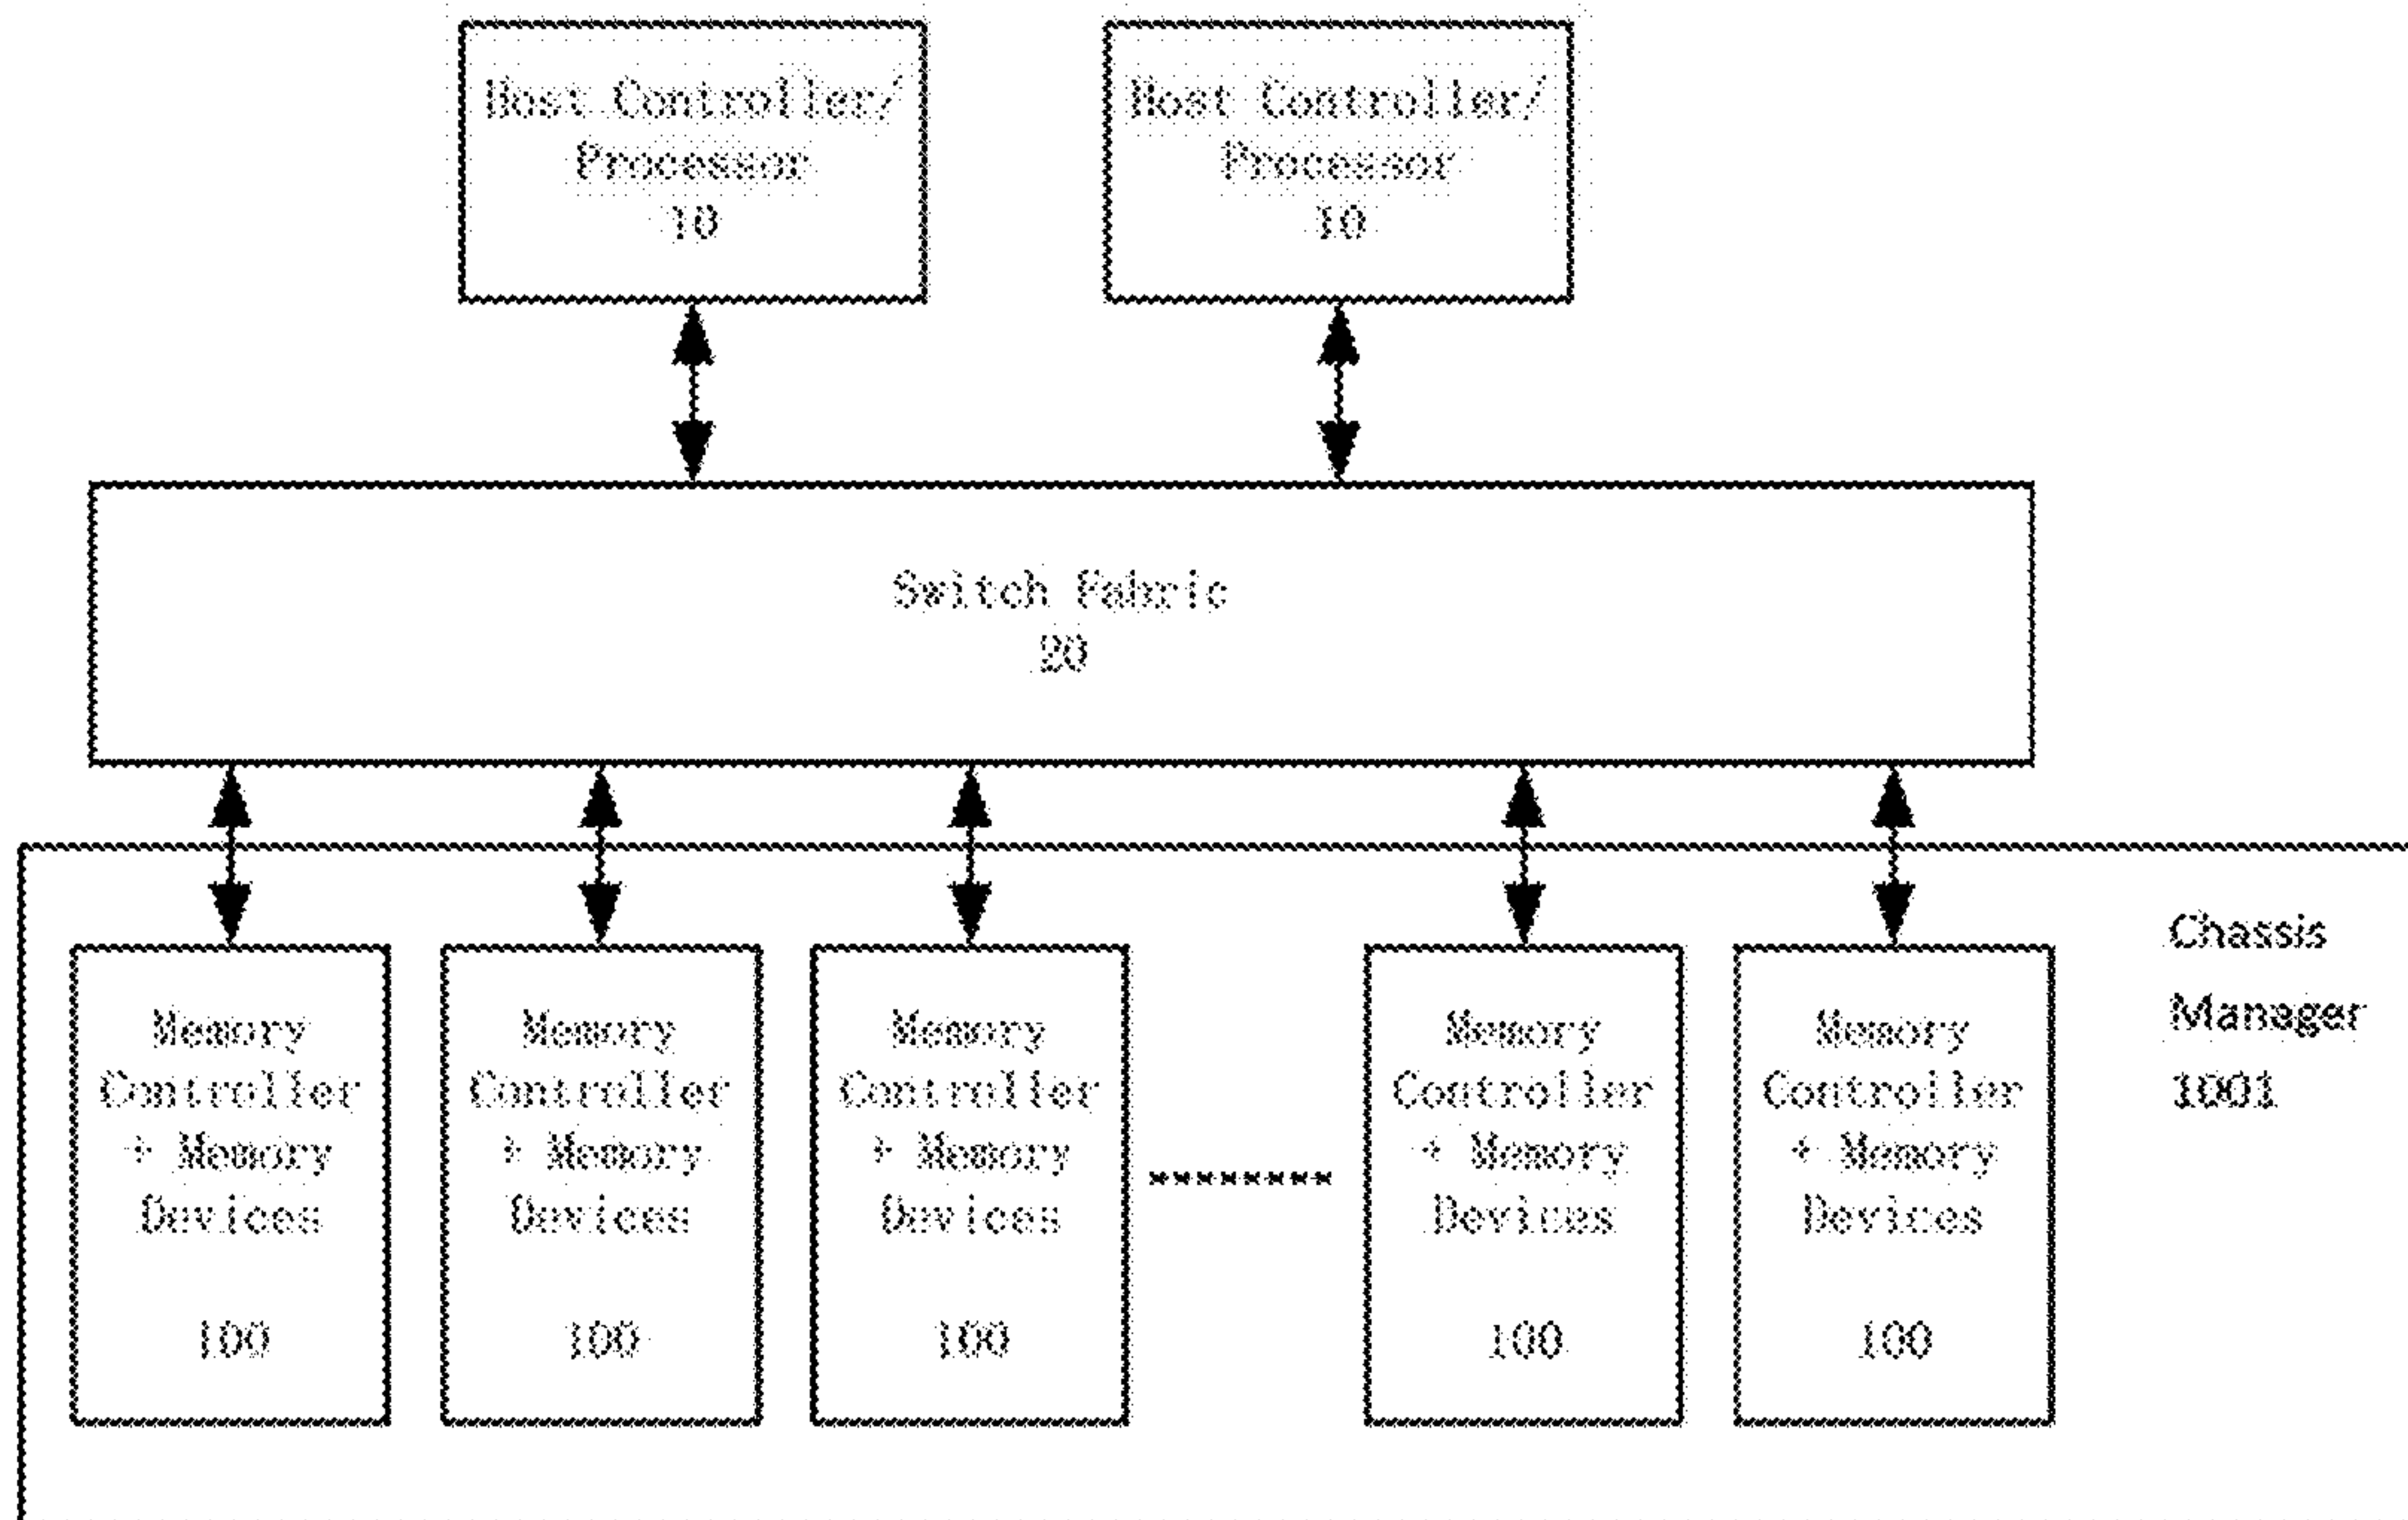 Host Controller/
Processor
10
Host Controller/
Processor
10
Switch Fabric
20
Memory
Controller
+ Memory
Devices
100
Memory
Controller
+ Memory
Devices
100
Memory
Controller
+ Memory
Devices
100
Memory
Controller
+ Memory
Devices
100
Memory
Controller
+ Memory
Devices
100
Chassis
Manager
1001